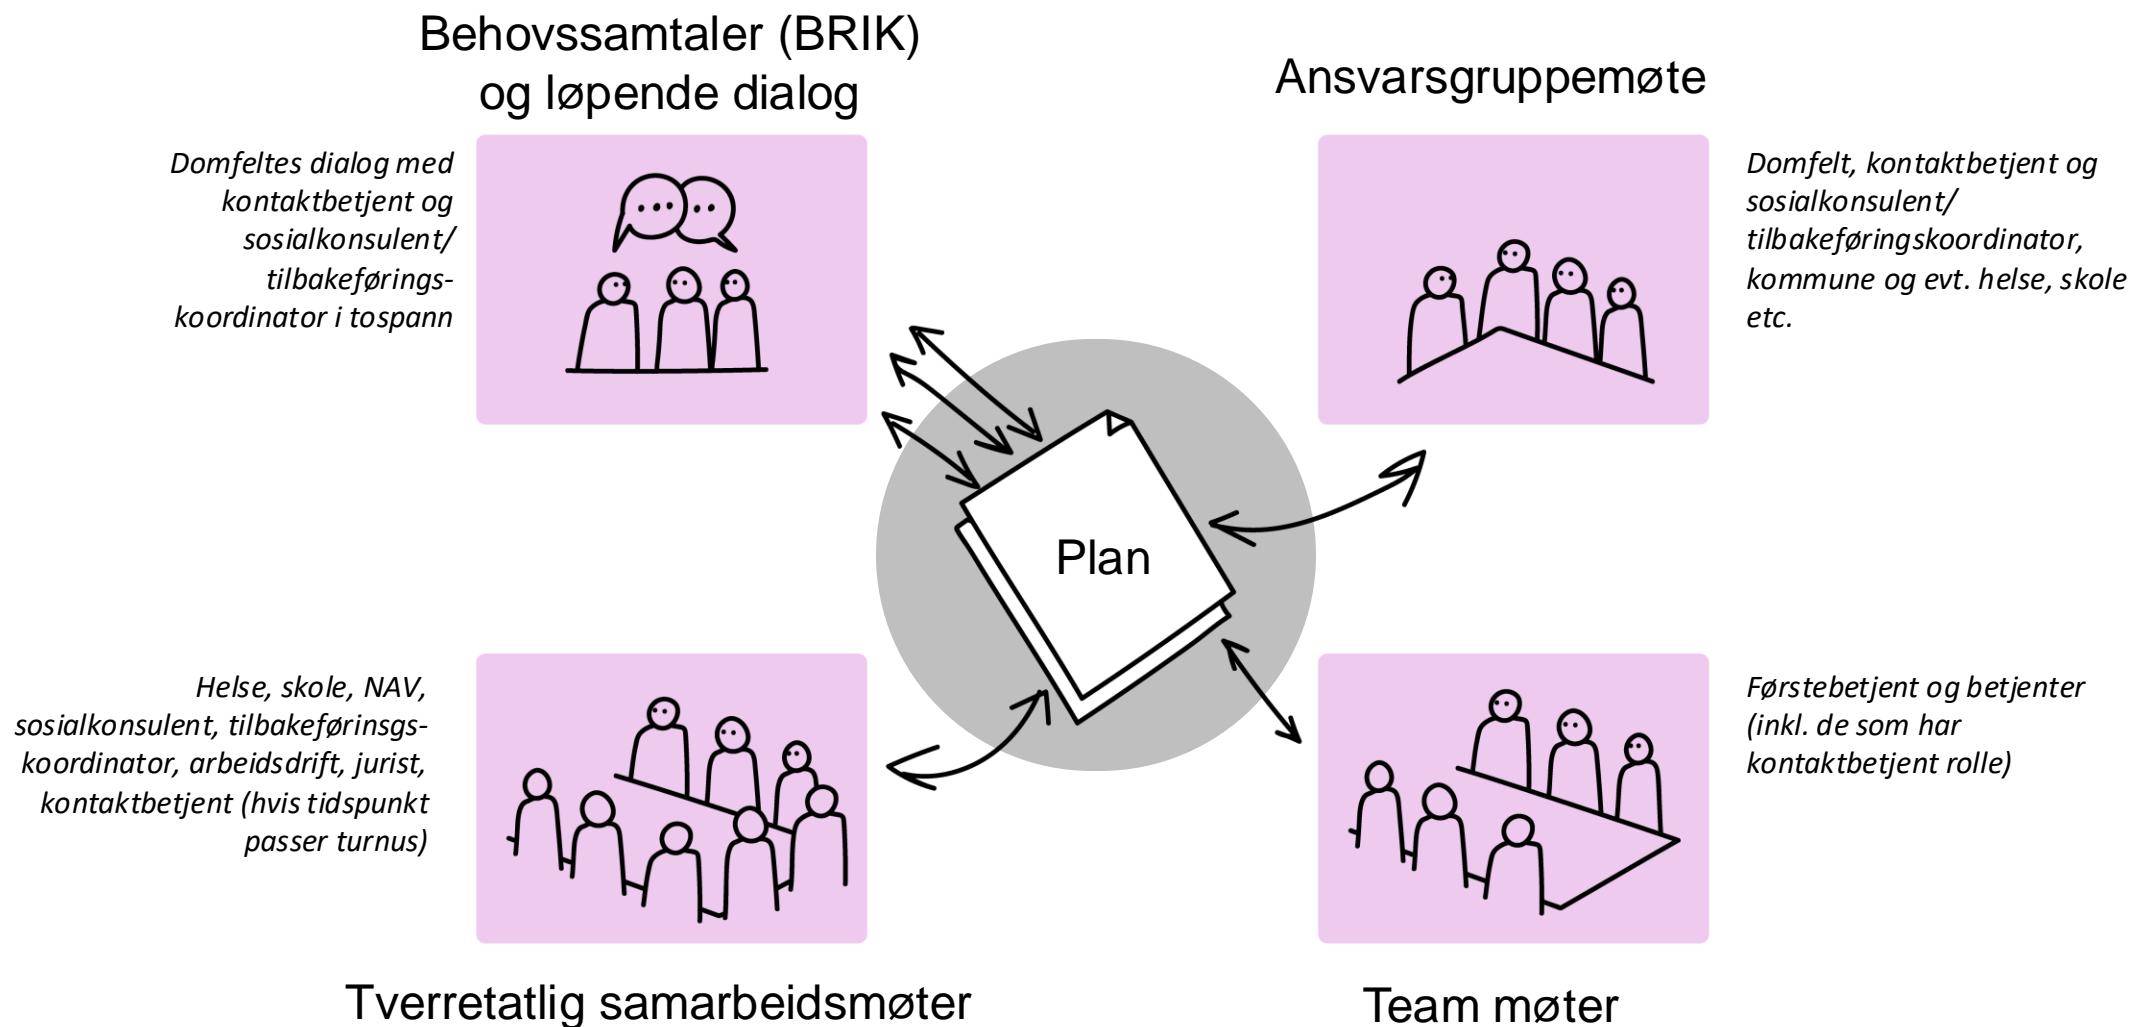 Behovssamtaler (BRIK)
og løpende dialog
Domfeltes dialog med
kontaktbetjent og
sosialkonsulent/
tilbakeførings-
koordinator i tospann
Ansvarsgruppemøte
Domfelt, kontaktbetjent og
sosialkonsulent/
tilbakeføringskoordinator,
kommune og evt. helse, skole
etc.
Plan
Helse, skole, NAV,
sosialkonsulent, tilbakeførinsgs-
koordinator, arbeidsdrift, jurist,
kontaktbetjent (hvis tidspunkt
passer turnus)
Tverretatlig samarbeidsmøter
Førstebetjent og betjenter
(inkl. de som har
kontaktbetjent rolle)
Team møter